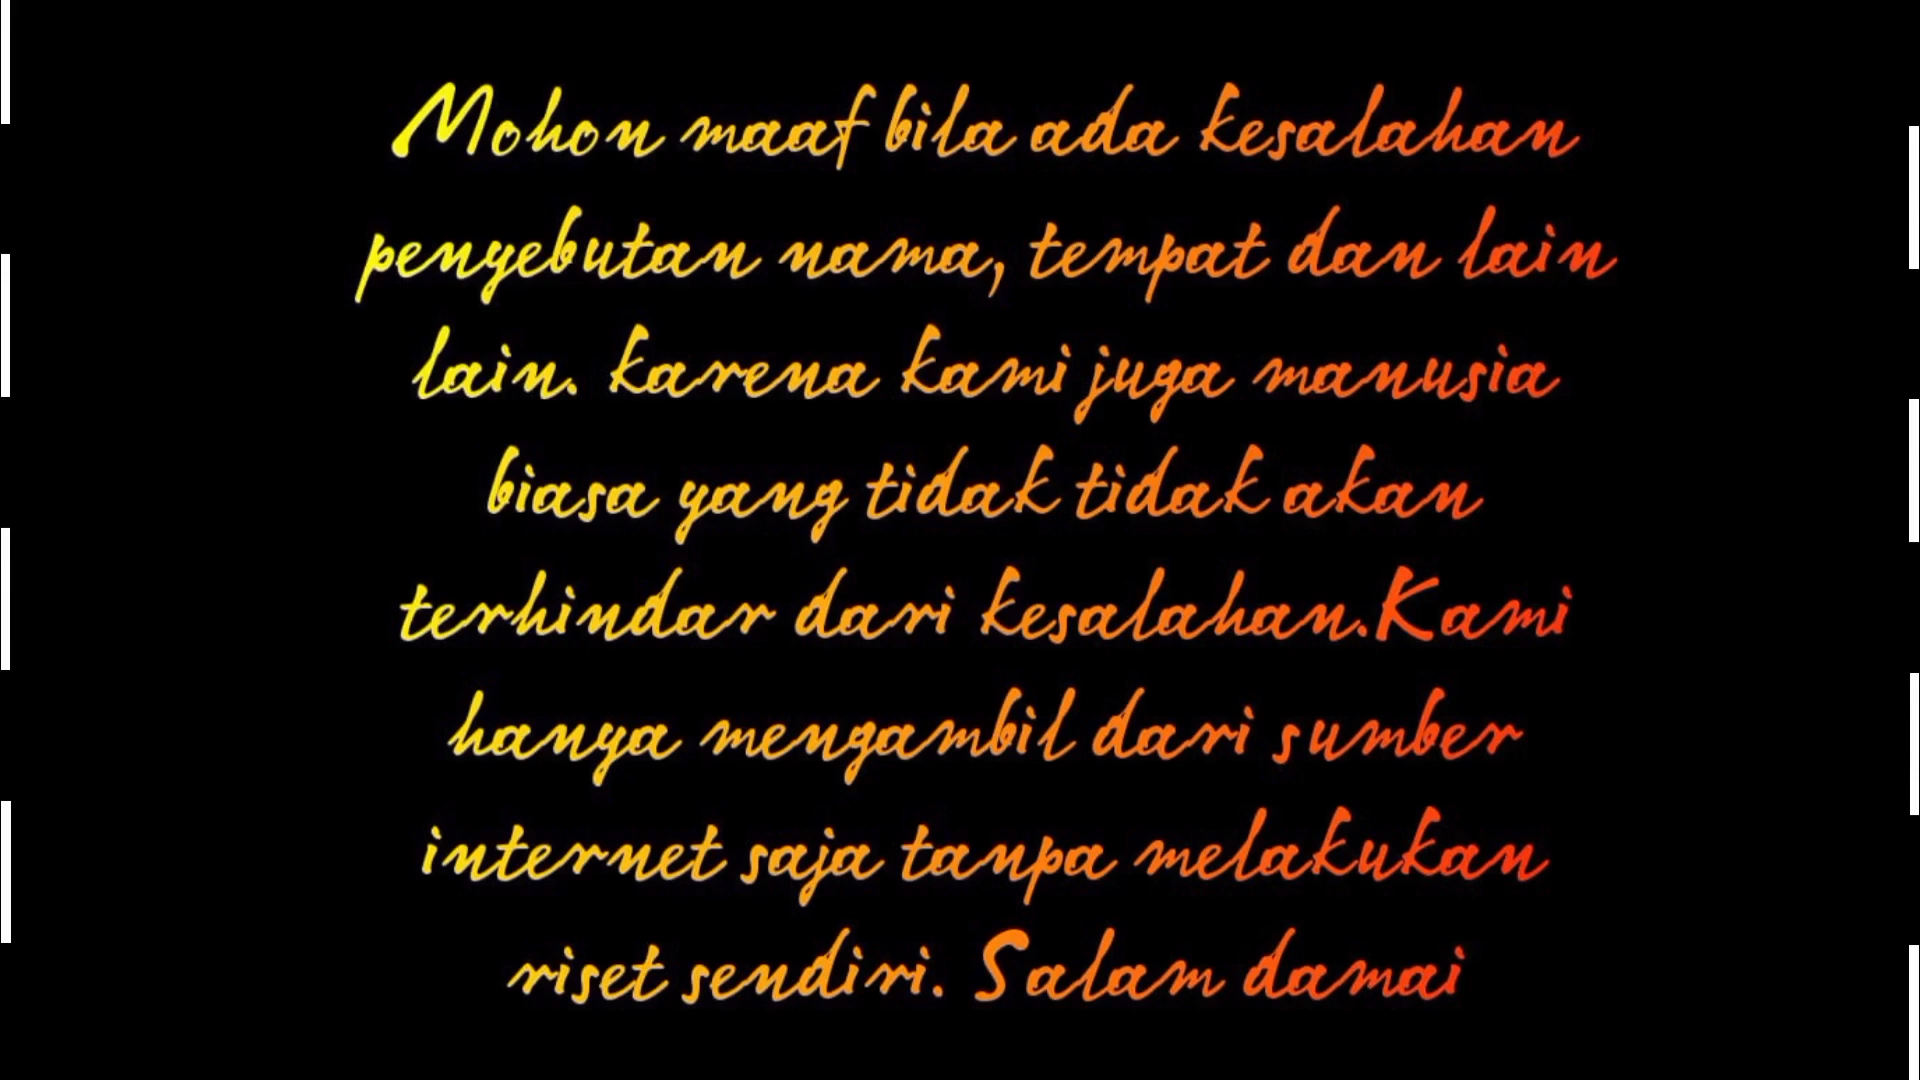 Mohon maaf bila ada kesalahan
penyebutan nama, tempat dan lain
lain. karena kami juga manusia
biasa yang tidak tidak akan
terhindar dari kesalahan.Kami
hanya mengambil dari sumber
internet saja tanpa melakukan
riset sendiri. Salam damai